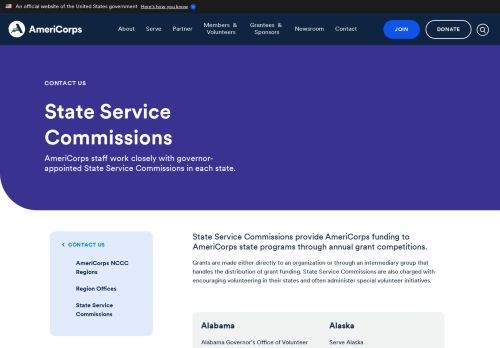 An official website of the United States government Here's how you know
AmeriCorps
About Serve Partner Members & Volunteers Grantees & Sponsors Newsroom Contact JOIN DONATE
CONTACT US
State Service
Commissions
AmeriCorps staff work closely with governor-
appointed State Service Commissions in each state.
CONTACT US
AmeriCorps NCCC
Regions
Region Offices
State Service
Commissions
State Service Commissions provide AmeriCorps funding to
AmeriCorps state programs through annual grant competitions.
Grants are made either directly to an organization or through an intermediary group that
handles the distribution of grant funding. State Service Commissions are also charged with
encouraging volunteering in their states and often administer special volunteer initiatives.
Alabama Alaska
Alabama Governor's Office of Volunteer Serve Alaska